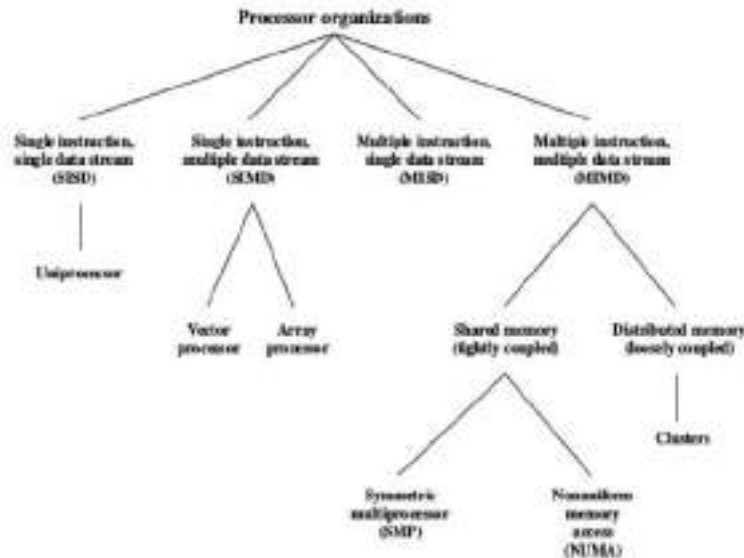 Processor organizations
Single instruction,
single data stream
(SISD)
Single instruction,
multiple data stream
(SIMD)
Multiple instruction,
single data stream
(MISD)
Multiple instruction,
multiple data stream
(MIMD)
Uniprocessor
Vector
processor
Array
processor
Shared memory
(tightly coupled)
Distributed memory
(loosely coupled)
Clusters
Symmetric
multiprocessor
(SMP)
Nonuniform
memory
access
(NUMA)